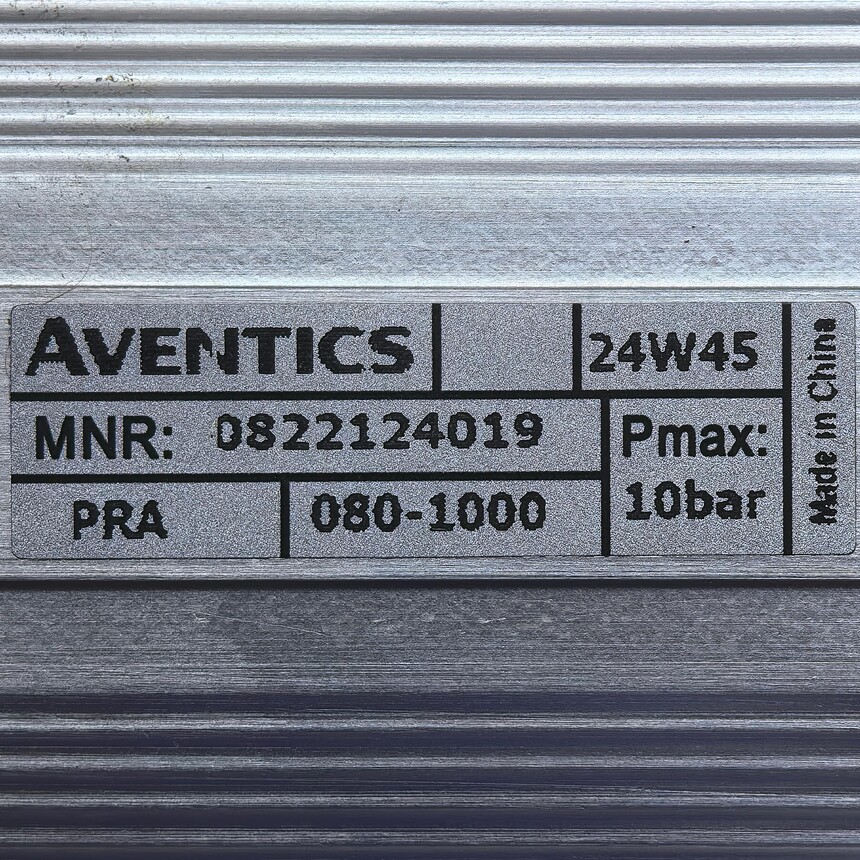 AVENTICS
24W45
MNR: 0822124019
Pmax:
10bar
PRA
080-1000
Made in China